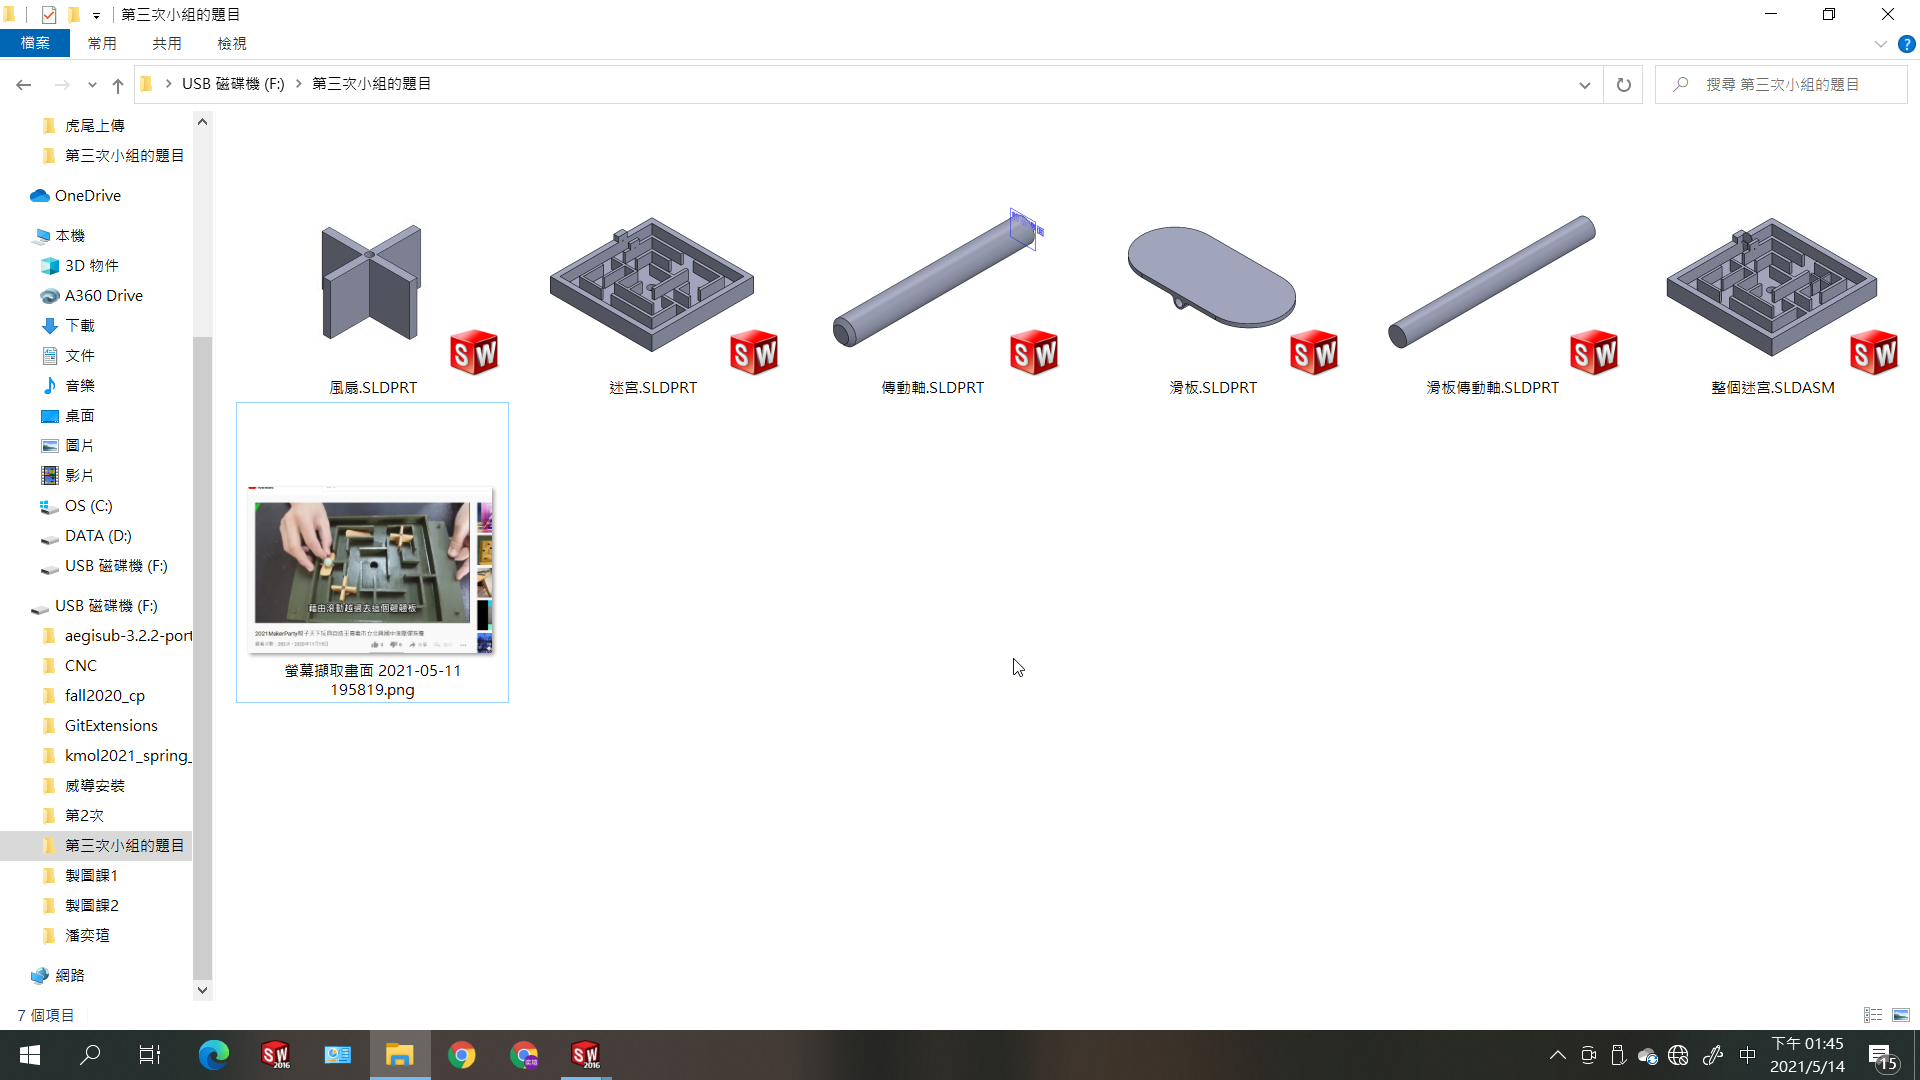 第三次小組的題目
檔案 常用 共用 檢視
USB 磁碟機 (F:) 第三次小組的題目
搜尋 第三次小組的題目
虎尾上傳
第三次小組的題目
OneDrive
本機
3D 物件
A360 Drive
下載
文件
音樂
桌面
圖片
影片
OS (C:)
DATA (D:)
USB 磁碟機 (F:)
USB 磁碟機 (F:)
aegisub-3.2.2-port
CNC
fall2020_cp
GitExtensions
kmol2021_spring_
威導安裝
第2次
第三次小組的題目
製圖課1
製圖課2
潘奕瑄
網路
風扇.SLDPRT
迷宮.SLDPRT
傳動軸.SLDPRT
滑板.SLDPRT
滑板傳動軸.SLDPRT
整個迷宮.SLDASM
藉由滾動越過去這個翹翹板
螢幕擷取畫面 2021-05-11
195819.png
7 個項目
SW
2016
SW
2016
中
下午 01:45
2021/5/14
15